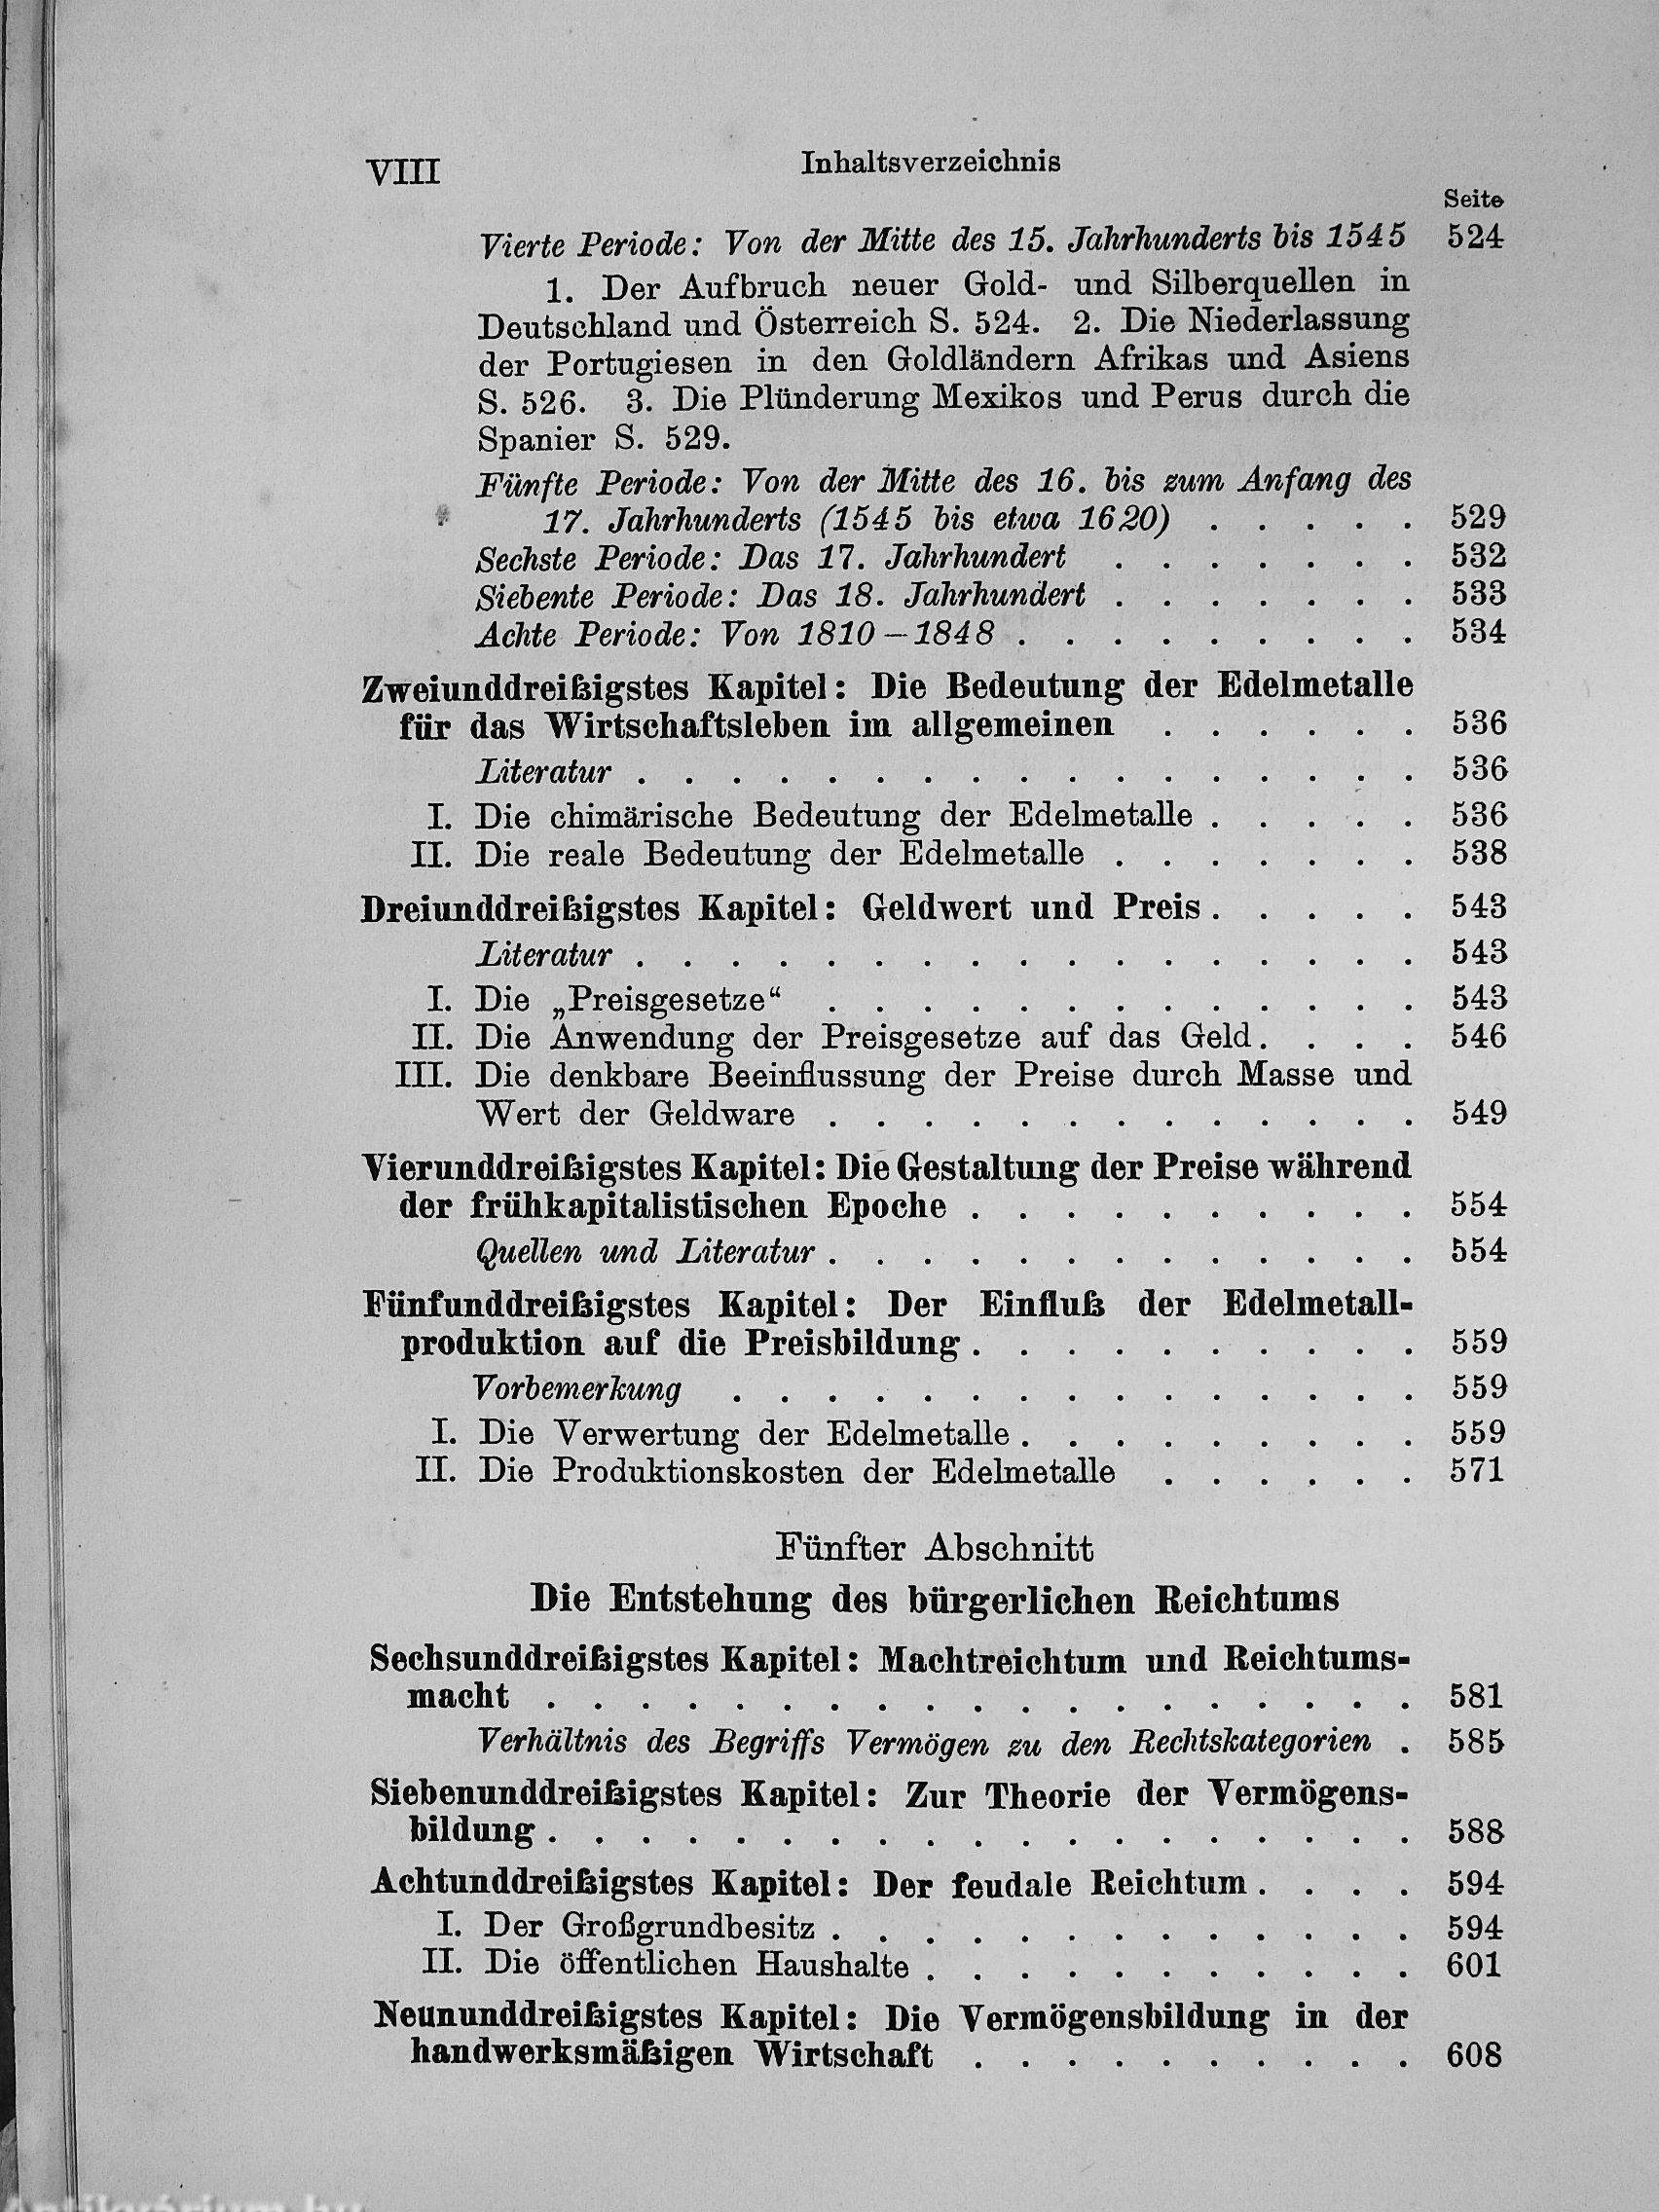 VIII Inhaltsverzeichnis
Seite
Vierte Periode: Von der Mitte des 15. Jahrhunderts bis 1545 524
1. Der Aufbruch neuer Gold- und Silberquellen in
Deutschland und Österreich S. 524. 2. Die Niederlassung
der Portugiesen in den Goldländern Afrikas und Asiens
S. 526. 3. Die Plünderung Mexikos und Perus durch die
Spanier S. 529.
Fünfte Periode: Von der Mitte des 16. bis zum Anfang des
17. Jahrhunderts (1545 bis etwa 1620) . . . . . 529
Sechste Periode: Das 17. Jahrhundert . . . . . . . 532
Siebente Periode: Das 18. Jahrhundert . . . . . . . 533
Achte Periode: Von 1810—1848 . . . . . . . . . 534
Zweiunddreißigstes Kapitel: Die Bedeutung der Edelmetalle
für das Wirtschaftsleben im allgemeinen . . . . . . 536
Literatur . . . . . . . . . . . . . . . . . 536
I. Die chimärische Bedeutung der Edelmetalle . . . . . 536
II. Die reale Bedeutung der Edelmetalle . . . . . . . 538
Dreiunddreißigstes Kapitel: Geldwert und Preis . . . . . 543
Literatur . . . . . . . . . . . . . . . . . 543
I. Die „Preisgesetze“ . . . . . . . . . . . . . 543
II. Die Anwendung der Preisgesetze auf das Geld . . . . 546
III. Die denkbare Beeinflussung der Preise durch Masse und
Wert der Geldware . . . . . . . . . . . . . 549
Vierunddreißigstes Kapitel: Die Gestaltung der Preise während
der frühkapitalistischen Epoche . . . . . . . . . . 554
Quellen und Literatur . . . . . . . . . . . . . 554
Fünfunddreißigstes Kapitel: Der Einfluß der Edelmetall-
produktion auf die Preisbildung . . . . . . . . . . 559
Vorbemerkung . . . . . . . . . . . . . . . 559
I. Die Verwertung der Edelmetalle . . . . . . . . . 559
II. Die Produktionskosten der Edelmetalle . . . . . . 571
Fünfter Abschnitt
Die Entstehung des bürgerlichen Reichtums
Sechsunddreißigstes Kapitel: Machtreichtum und Reichtums-
macht . . . . . . . . . . . . . . . . . . . 581
Verhältnis des Begriffs Vermögen zu den Rechtskategorien . 585
Siebenunddreißigstes Kapitel: Zur Theorie der Vermögens-
bildung . . . . . . . . . . . . . . . . . . . 588
Achtunddreißigstes Kapitel: Der feudale Reichtum . . . . 594
I. Der Großgrundbesitz . . . . . . . . . . . . . 594
II. Die öffentlichen Haushalte . . . . . . . . . . . 601
Neununddreißigstes Kapitel: Die Vermögensbildung in der
handwerksmäßigen Wirtschaft . . . . . . . . . . 608